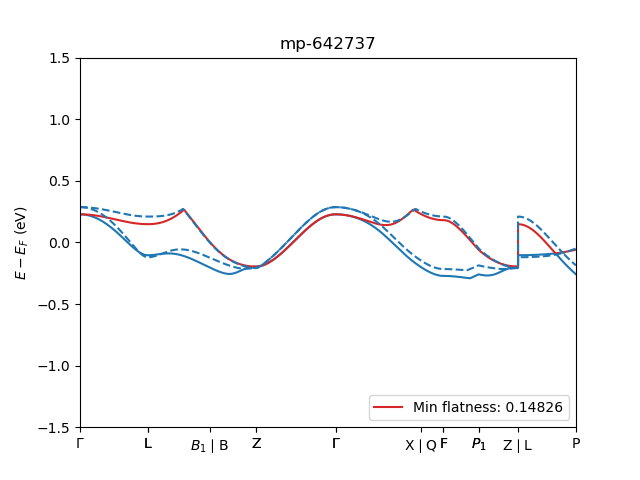 mp-642737
1.5
1.0
0.5
0.0
−0.5
−1.0
−1.5
E − E_F (eV)
Min flatness: 0.14826
Γ L B₁ | B Z Γ X | Q F P₁ Z | L P